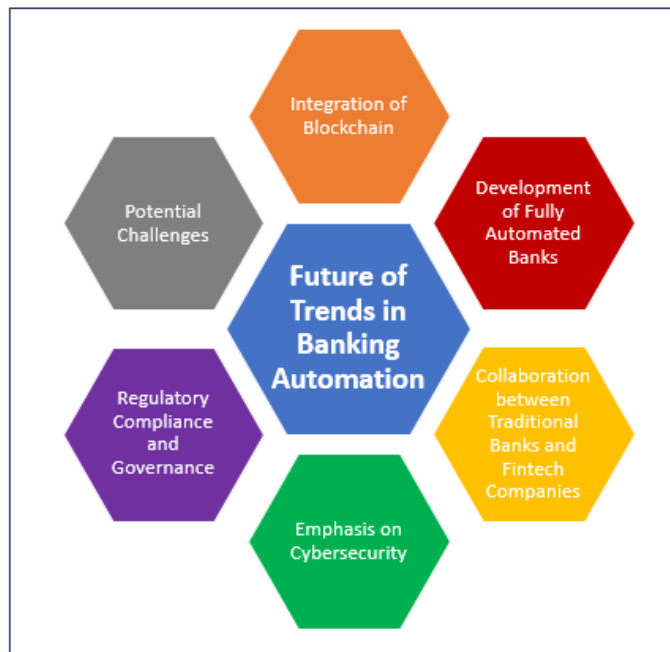 Integration of
Blockchain
Development
of Fully
Automated
Banks
Collaboration
between
Traditional
Banks and
Fintech
Companies
Emphasis on
Cybersecurity
Regulatory
Compliance
and
Governance
Potential
Challenges
Future of
Trends in
Banking
Automation